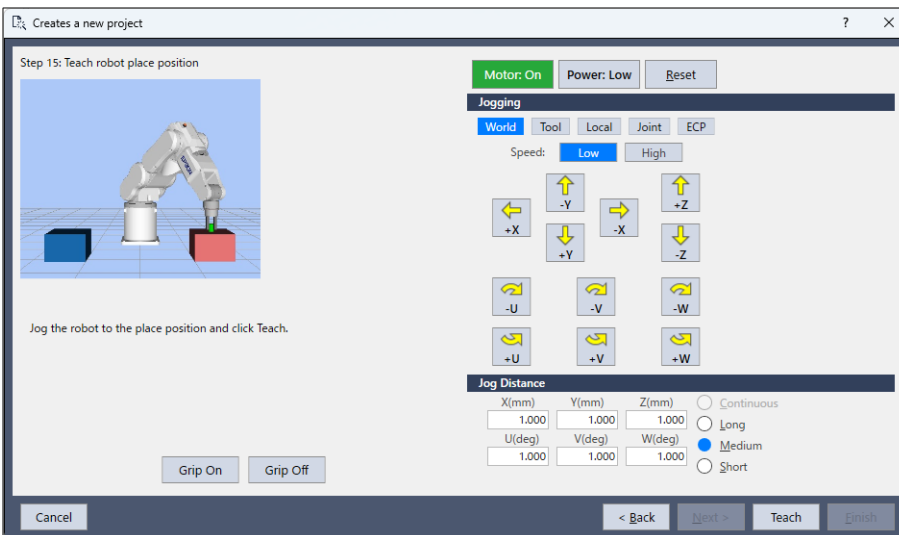 Creates a new project
?
Step 15: Teach robot place position
Motor: On Power: Low Reset
Jogging
World Tool Local Joint ECP
Speed: Low High
-Y
+Z
+X
-X
+Y
-Z
-U -V -W
+U +V +W
EPSON
Jog the robot to the place position and click Teach.
Jog Distance
X(mm) Y(mm) Z(mm) Continuous
1.000 1.000 1.000 Long
U(deg) V(deg) W(deg) Medium
1.000 1.000 1.000 Short
Grip On Grip Off
Cancel < Back Next > Teach Finish